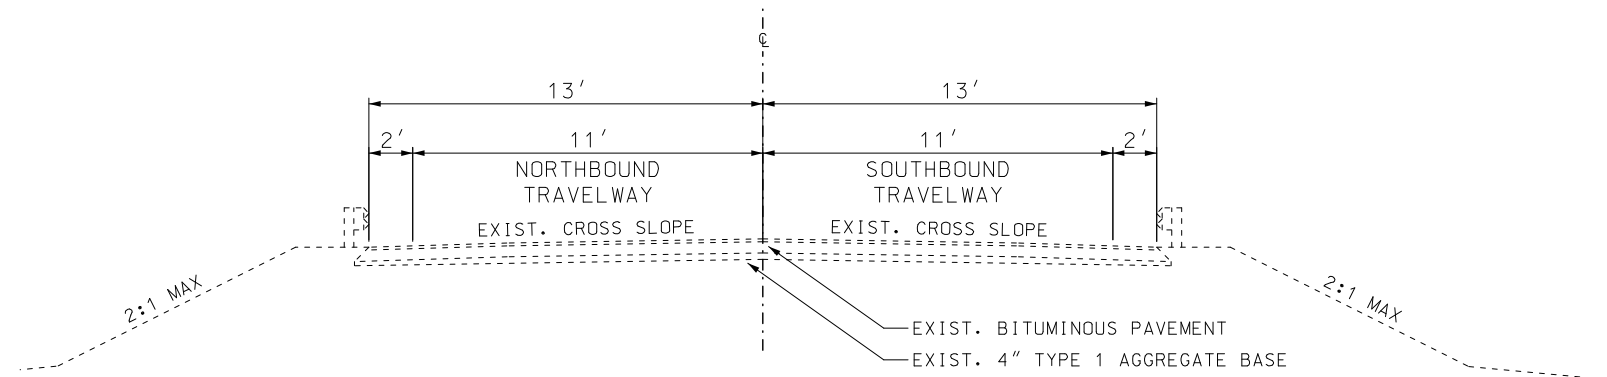 ℄
13' 13'
2' 11' 11' 2'
NORTHBOUND
TRAVELWAY
SOUTHBOUND
TRAVELWAY
EXIST. CROSS SLOPE
EXIST. CROSS SLOPE
2:1 MAX
2:1 MAX
EXIST. BITUMINOUS PAVEMENT
EXIST. 4" TYPE 1 AGGREGATE BASE